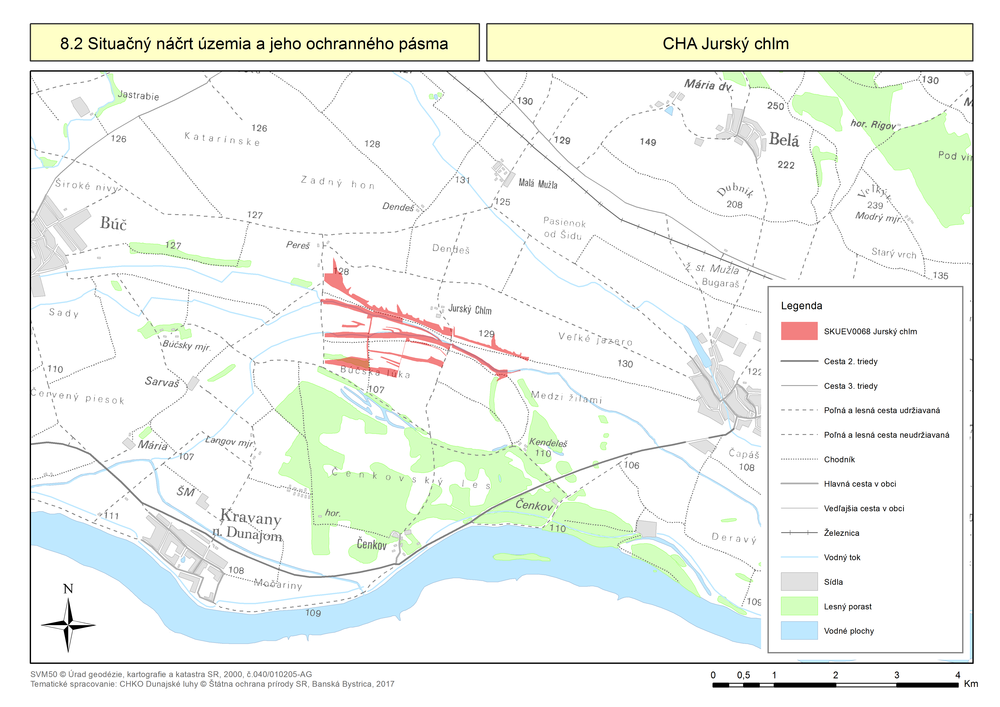 8.2 Situačný náčrt územia a jeho ochranného pásma
CHA Jurský chlm
130
Mária dv.
130
Jastrabie
250
hor. Rigov
126
126
Katarínske
128
129
149
Belá
222
Pod vin
Široké nivy
Zadný hon
131
Malá Mužla
Dubník
208
Veľký
239
Modrý mjr.
125
Dendeš
127
Búč
Pasienok
od Šidu
127
Pereš
Dendeš
Starý vrch
128
ž. st. Mužla
Bugaraš
135
Sady
Jurský Chlm
129
Veľké jazero
Búčsky mjr.
130
110
Búčska lúka
122
Sarvaš
107
Červený piesok
Medzi žilami
Mária
Langov mjr.
Kendeleš
110
107
106
Čapáš
108
Čenkovský les
ŠM
Čenkov
Kravany
n. Dunajom
hor.
111
110
Čenkov
Deravý
108
Močariny
109
109
N
Legenda
SKUEV0068 Jurský chlm
Cesta 2. triedy
Cesta 3. triedy
Poľná a lesná cesta udržiavaná
Poľná a lesná cesta neudržiavaná
Chodník
Hlavná cesta v obci
Vedľajšia cesta v obci
Železnica
Vodný tok
Sídla
Lesný porast
Vodné plochy
SVM50 © Úrad geodézie, kartografie a katastra SR, 2000, č.040/010205-AG
Tematické spracovanie: CHKO Dunajské luhy © Štátna ochrana prírody SR, Banská Bystrica, 2017
0 0,5 1 2 3 4
Km